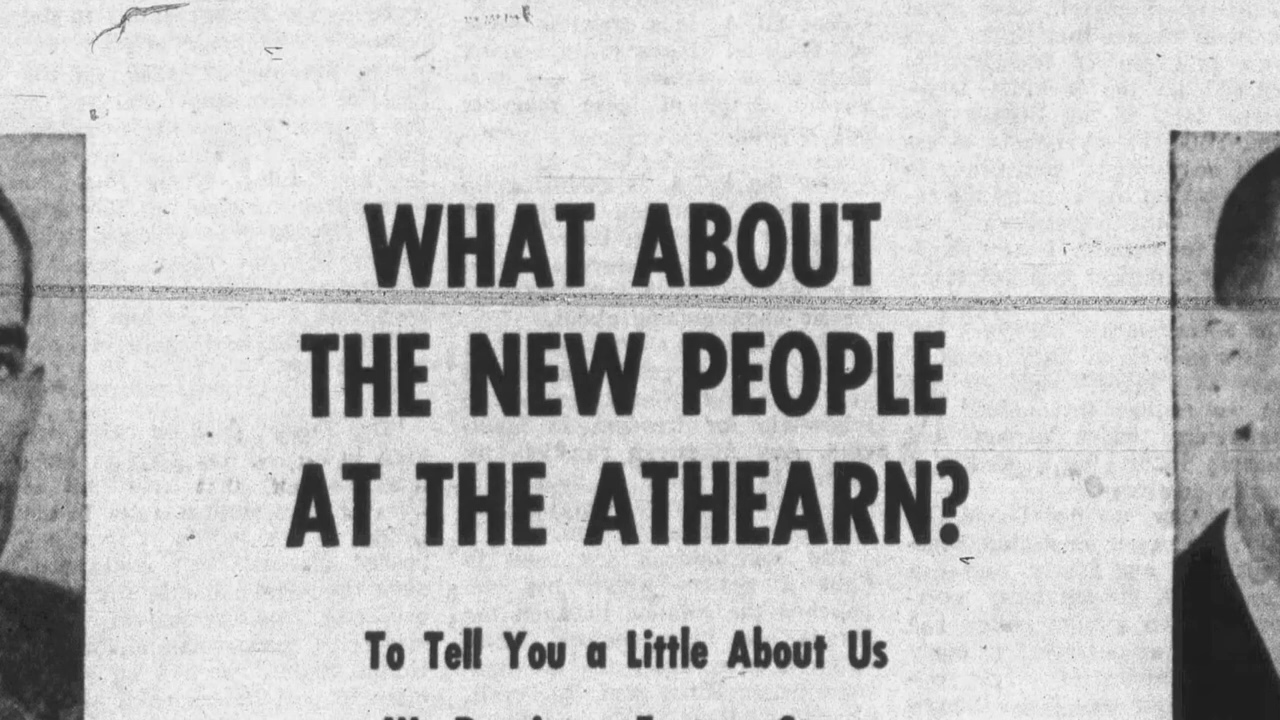 WHAT ABOUT
THE NEW PEOPLE
AT THE ATHEARN?
To Tell You a Little About Us